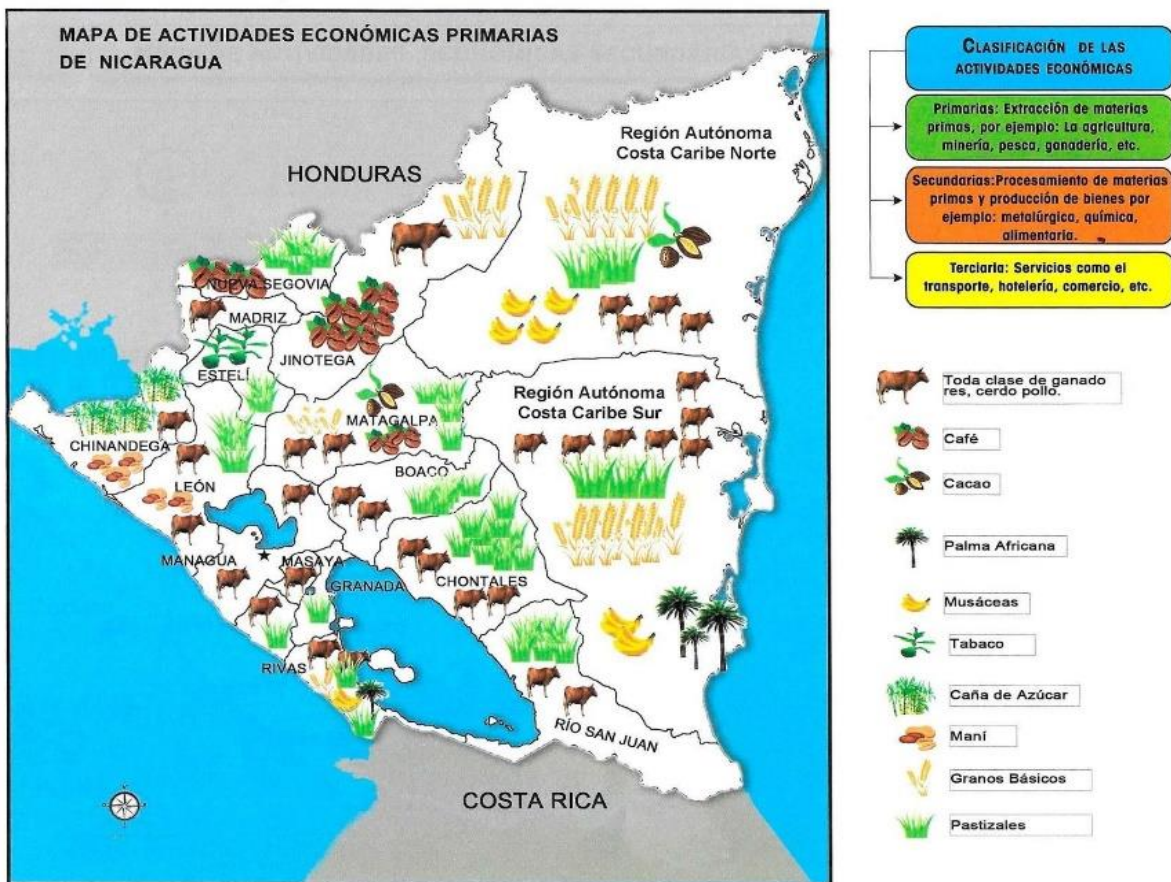 MAPA DE ACTIVIDADES ECONÓMICAS PRIMARIAS
DE NICARAGUA
HONDURAS
Región Autónoma
Costa Caribe Norte
NUEVA SEGOVIA
MADRIZ
JINOTEGA
ESTELÍ
CHINANDEGA
MATAGALPA
Región Autónoma
Costa Caribe Sur
LEÓN
BOACO
MANAGUA
MASAYA
GRANADA
CHONTALES
RIVAS
RÍO SAN JUAN
COSTA RICA
CLASIFICACIÓN DE LAS
ACTIVIDADES ECONÓMICAS
Primarias: Extracción de materias
primas, por ejemplo: La agricultura,
minería, pesca, ganadería, etc.
Secundarias:Procesamiento de materias
primas y producción de bienes por
ejemplo: metalúrgica, química,
alimentaria.
Terciaria: Servicios como el
transporte, hotelería, comercio, etc.
Toda clase de ganado
res, cerdo pollo.
Café
Cacao
Palma Africana
Musáceas
Tabaco
Caña de Azúcar
Maní
Granos Básicos
Pastizales